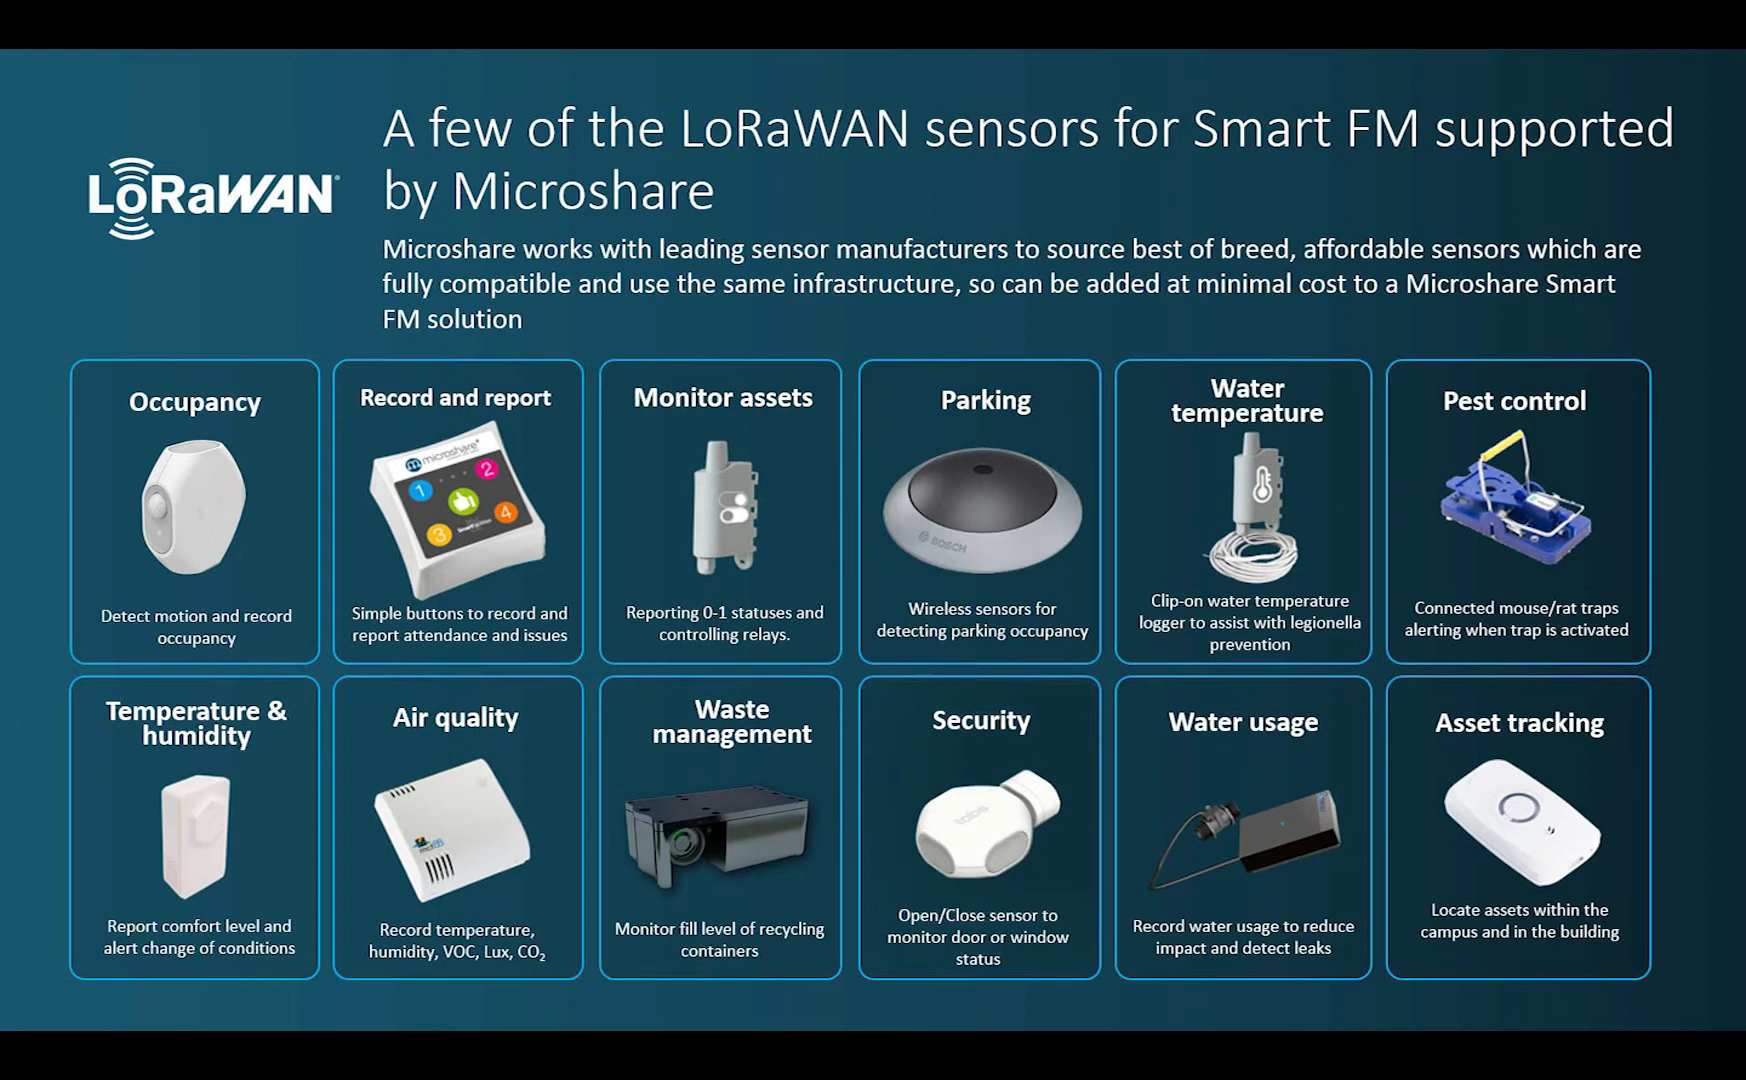 LoRaWAN
A few of the LoRaWAN sensors for Smart FM supported
by Microshare
Microshare works with leading sensor manufacturers to source best of breed, affordable sensors which are
fully compatible and use the same infrastructure, so can be added at minimal cost to a Microshare Smart
FM solution
Occupancy
Detect motion and record
occupancy
Record and report
microshare
1
2
3
4
Simple buttons to record and
report attendance and issues
Monitor assets
Reporting 0-1 statuses and
controlling relays.
Parking
BOSCH
Wireless sensors for
detecting parking occupancy
Water
temperature
Clip-on water temperature
logger to assist with legionella
prevention
Pest control
Connected mouse/rat traps
alerting when trap is activated
Temperature &
humidity
Report comfort level and
alert change of conditions
Air quality
Record temperature,
humidity, VOC, Lux, CO₂
Waste
management
Monitor fill level of recycling
containers
Security
Open/Close sensor to
monitor door or window
status
Water usage
Record water usage to reduce
impact and detect leaks
Asset tracking
Locate assets within the
campus and in the building